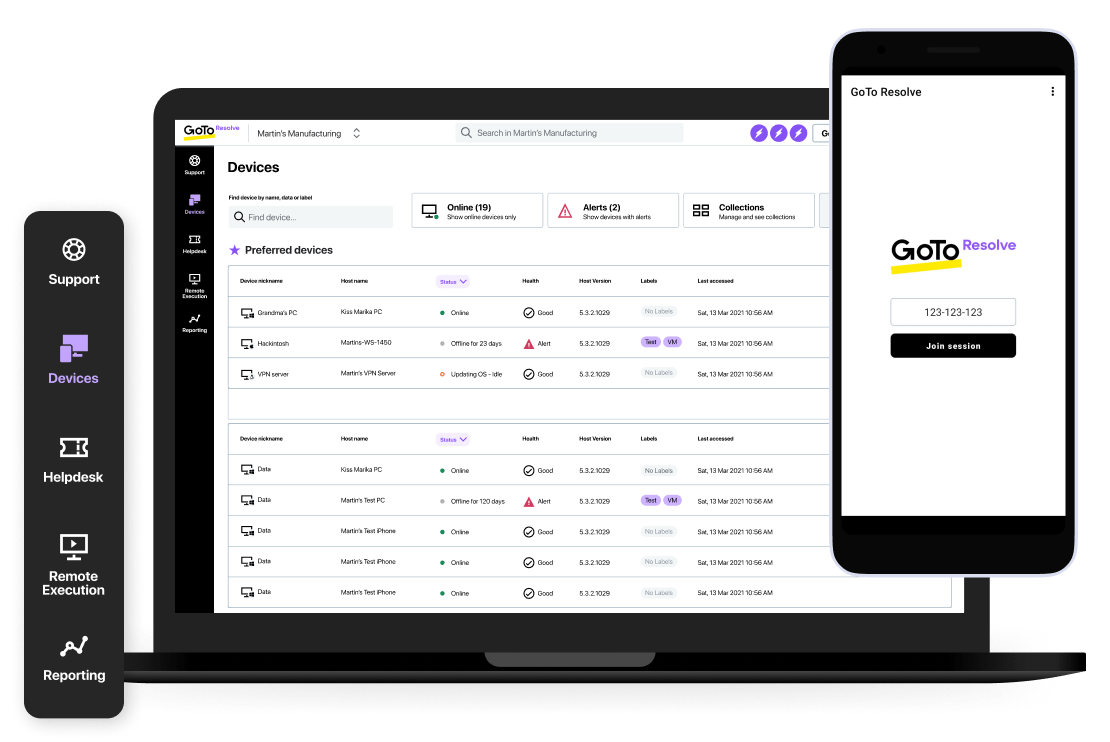 Support
Devices
Helpdesk
Remote
Execution
Reporting
GoTo Resolve
Martin's Manufacturing
Search in Martin's Manufacturing
Support
Devices
Helpdesk
Remote
Execution
Reporting
Devices
Find device by name, data or label
Find device...
Online (19)
Show online devices only
Alerts (2)
Show devices with alerts
Collections
Manage and see collections
Preferred devices
Device nickname Host name Status Health Host Version Labels Last accessed
Grandma's PC Kiss Marika PC Online Good 5.3.2.1029 No Labels Sat, 13 Mar 2021 10:56 AM
Hackintosh Martins-WS-1450 Offline for 23 days Alert 5.3.2.1029 Test VM Sat, 13 Mar 2021 10:56 AM
VPN server Martin's VPN Server Updating OS - Idle Good 5.3.2.1029 No Labels Sat, 13 Mar 2021 10:56 AM
Device nickname Host name Status Health Host Version Labels Last accessed
Data Kiss Marika PC Online Good 5.3.2.1029 No Labels Sat, 13 Mar 2021 10:56 AM
Data Martin's Test PC Offline for 120 days Alert 5.3.2.1029 Test VM Sat, 13 Mar 2021 10:56 AM
Data Martin's Test iPhone Online Good 5.3.2.1029 No Labels Sat, 13 Mar 2021 10:56 AM
Data Martin's Test iPhone Online Good 5.3.2.1029 No Labels Sat, 13 Mar 2021 10:56 AM
Data Martin's Test iPhone Online Good 5.3.2.1029 No Labels Sat, 13 Mar 2021 10:56 AM
GoTo Resolve
GoTo Resolve
123-123-123
Join session